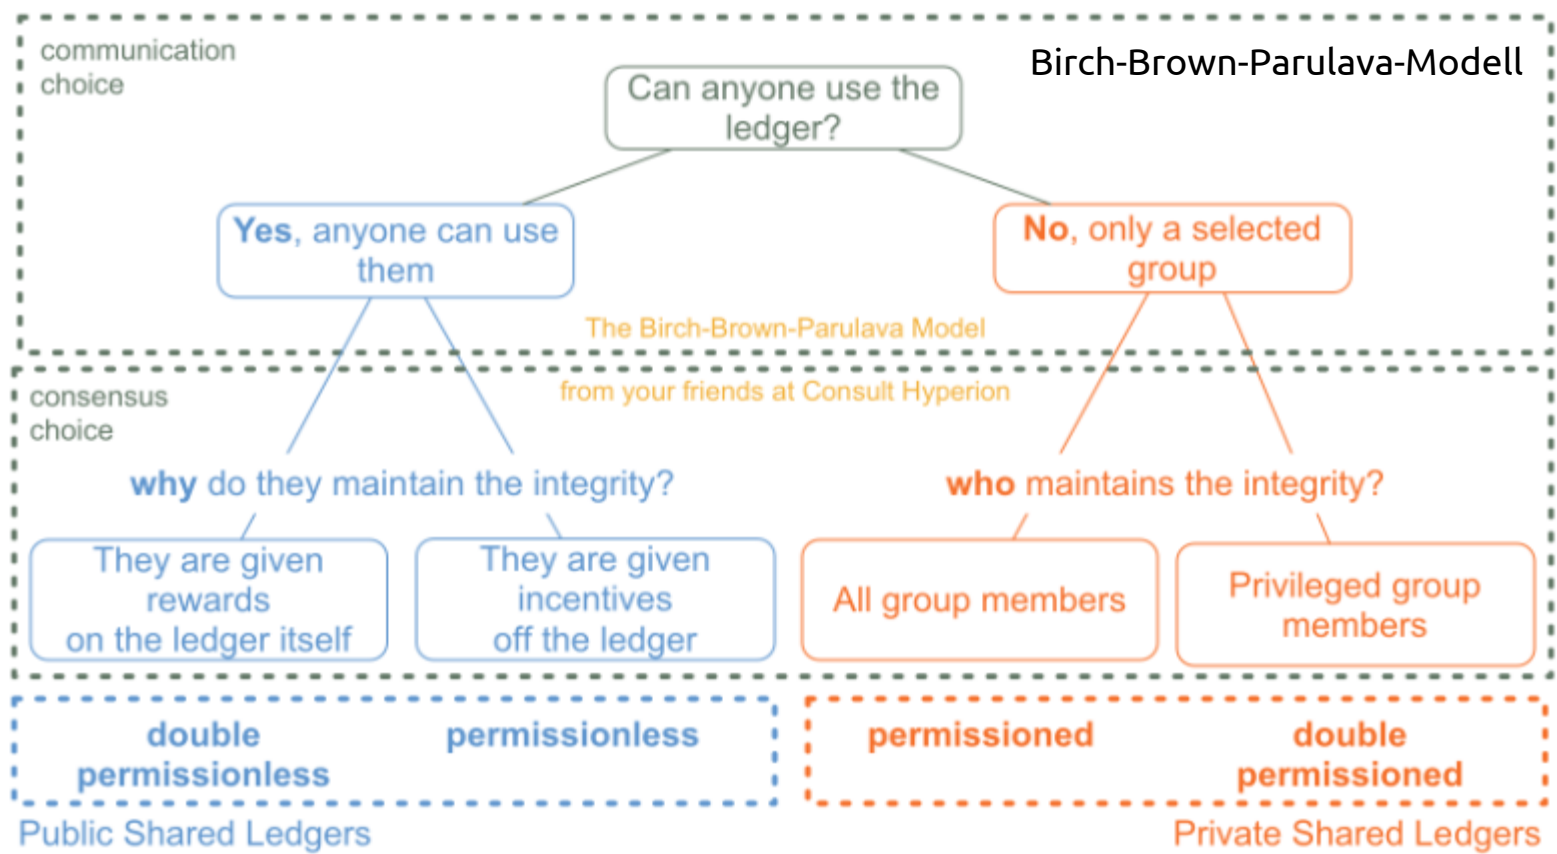 communication
choice
Birch-Brown-Parulava-Modell
Can anyone use the
ledger?
Yes, anyone can use
them
No, only a selected
group
The Birch-Brown-Parulava Model
consensus
choice
from your friends at Consult Hyperion
why do they maintain the integrity?
who maintains the integrity?
They are given
rewards
on the ledger itself
They are given
incentives
off the ledger
All group members
Privileged group
members
double
permissionless
permissionless
permissioned
double
permissioned
Public Shared Ledgers
Private Shared Ledgers